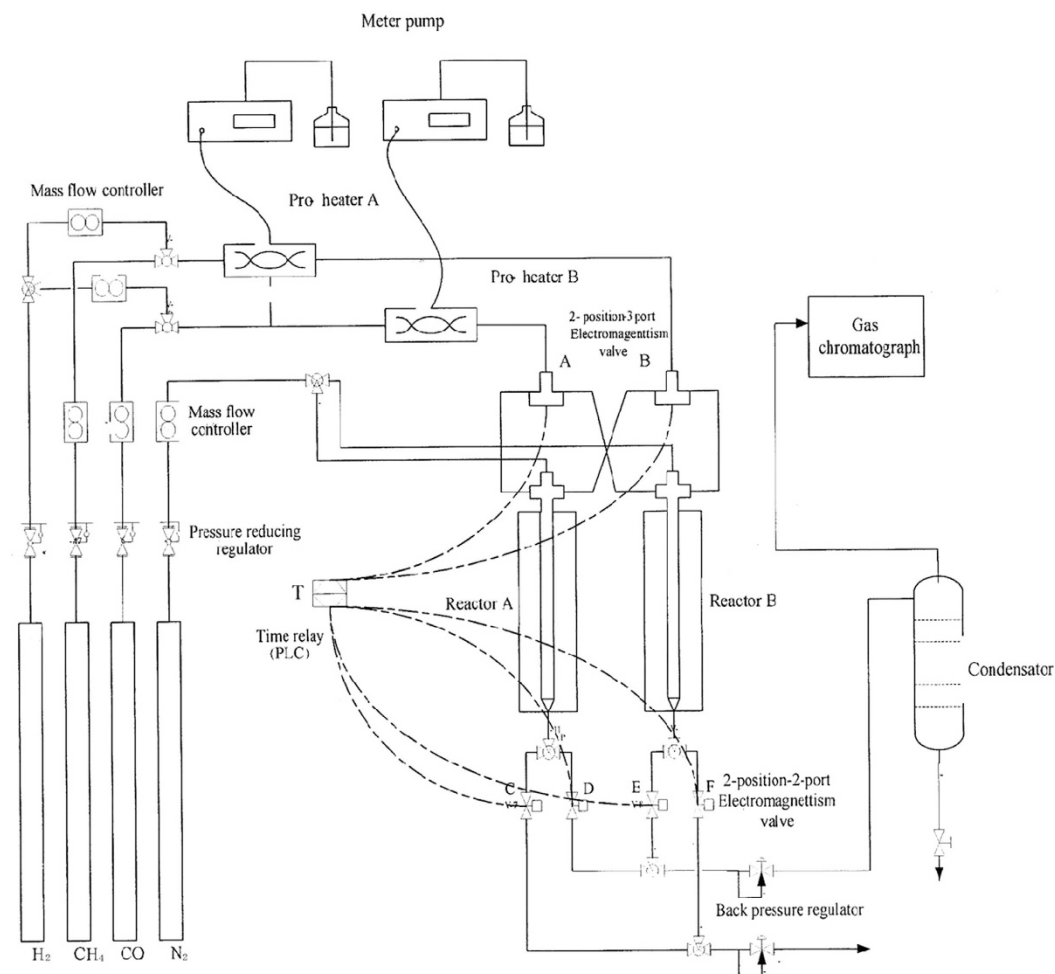 Meter pump
Mass flow controller
Pro- heater A
Pro- heater B
2- position-3 port
Electromagenttism
valve
A
B
Gas
chromatograph
Mass flow
controller
Pressure reducing
regulator
T
Reactor A
Reactor B
Time relay
(PLC)
Condensator
C
D
E
F
2-position-2-port
Electromagnettism
valve
Back pressure regulator
H₂
CH₄
CO
N₂